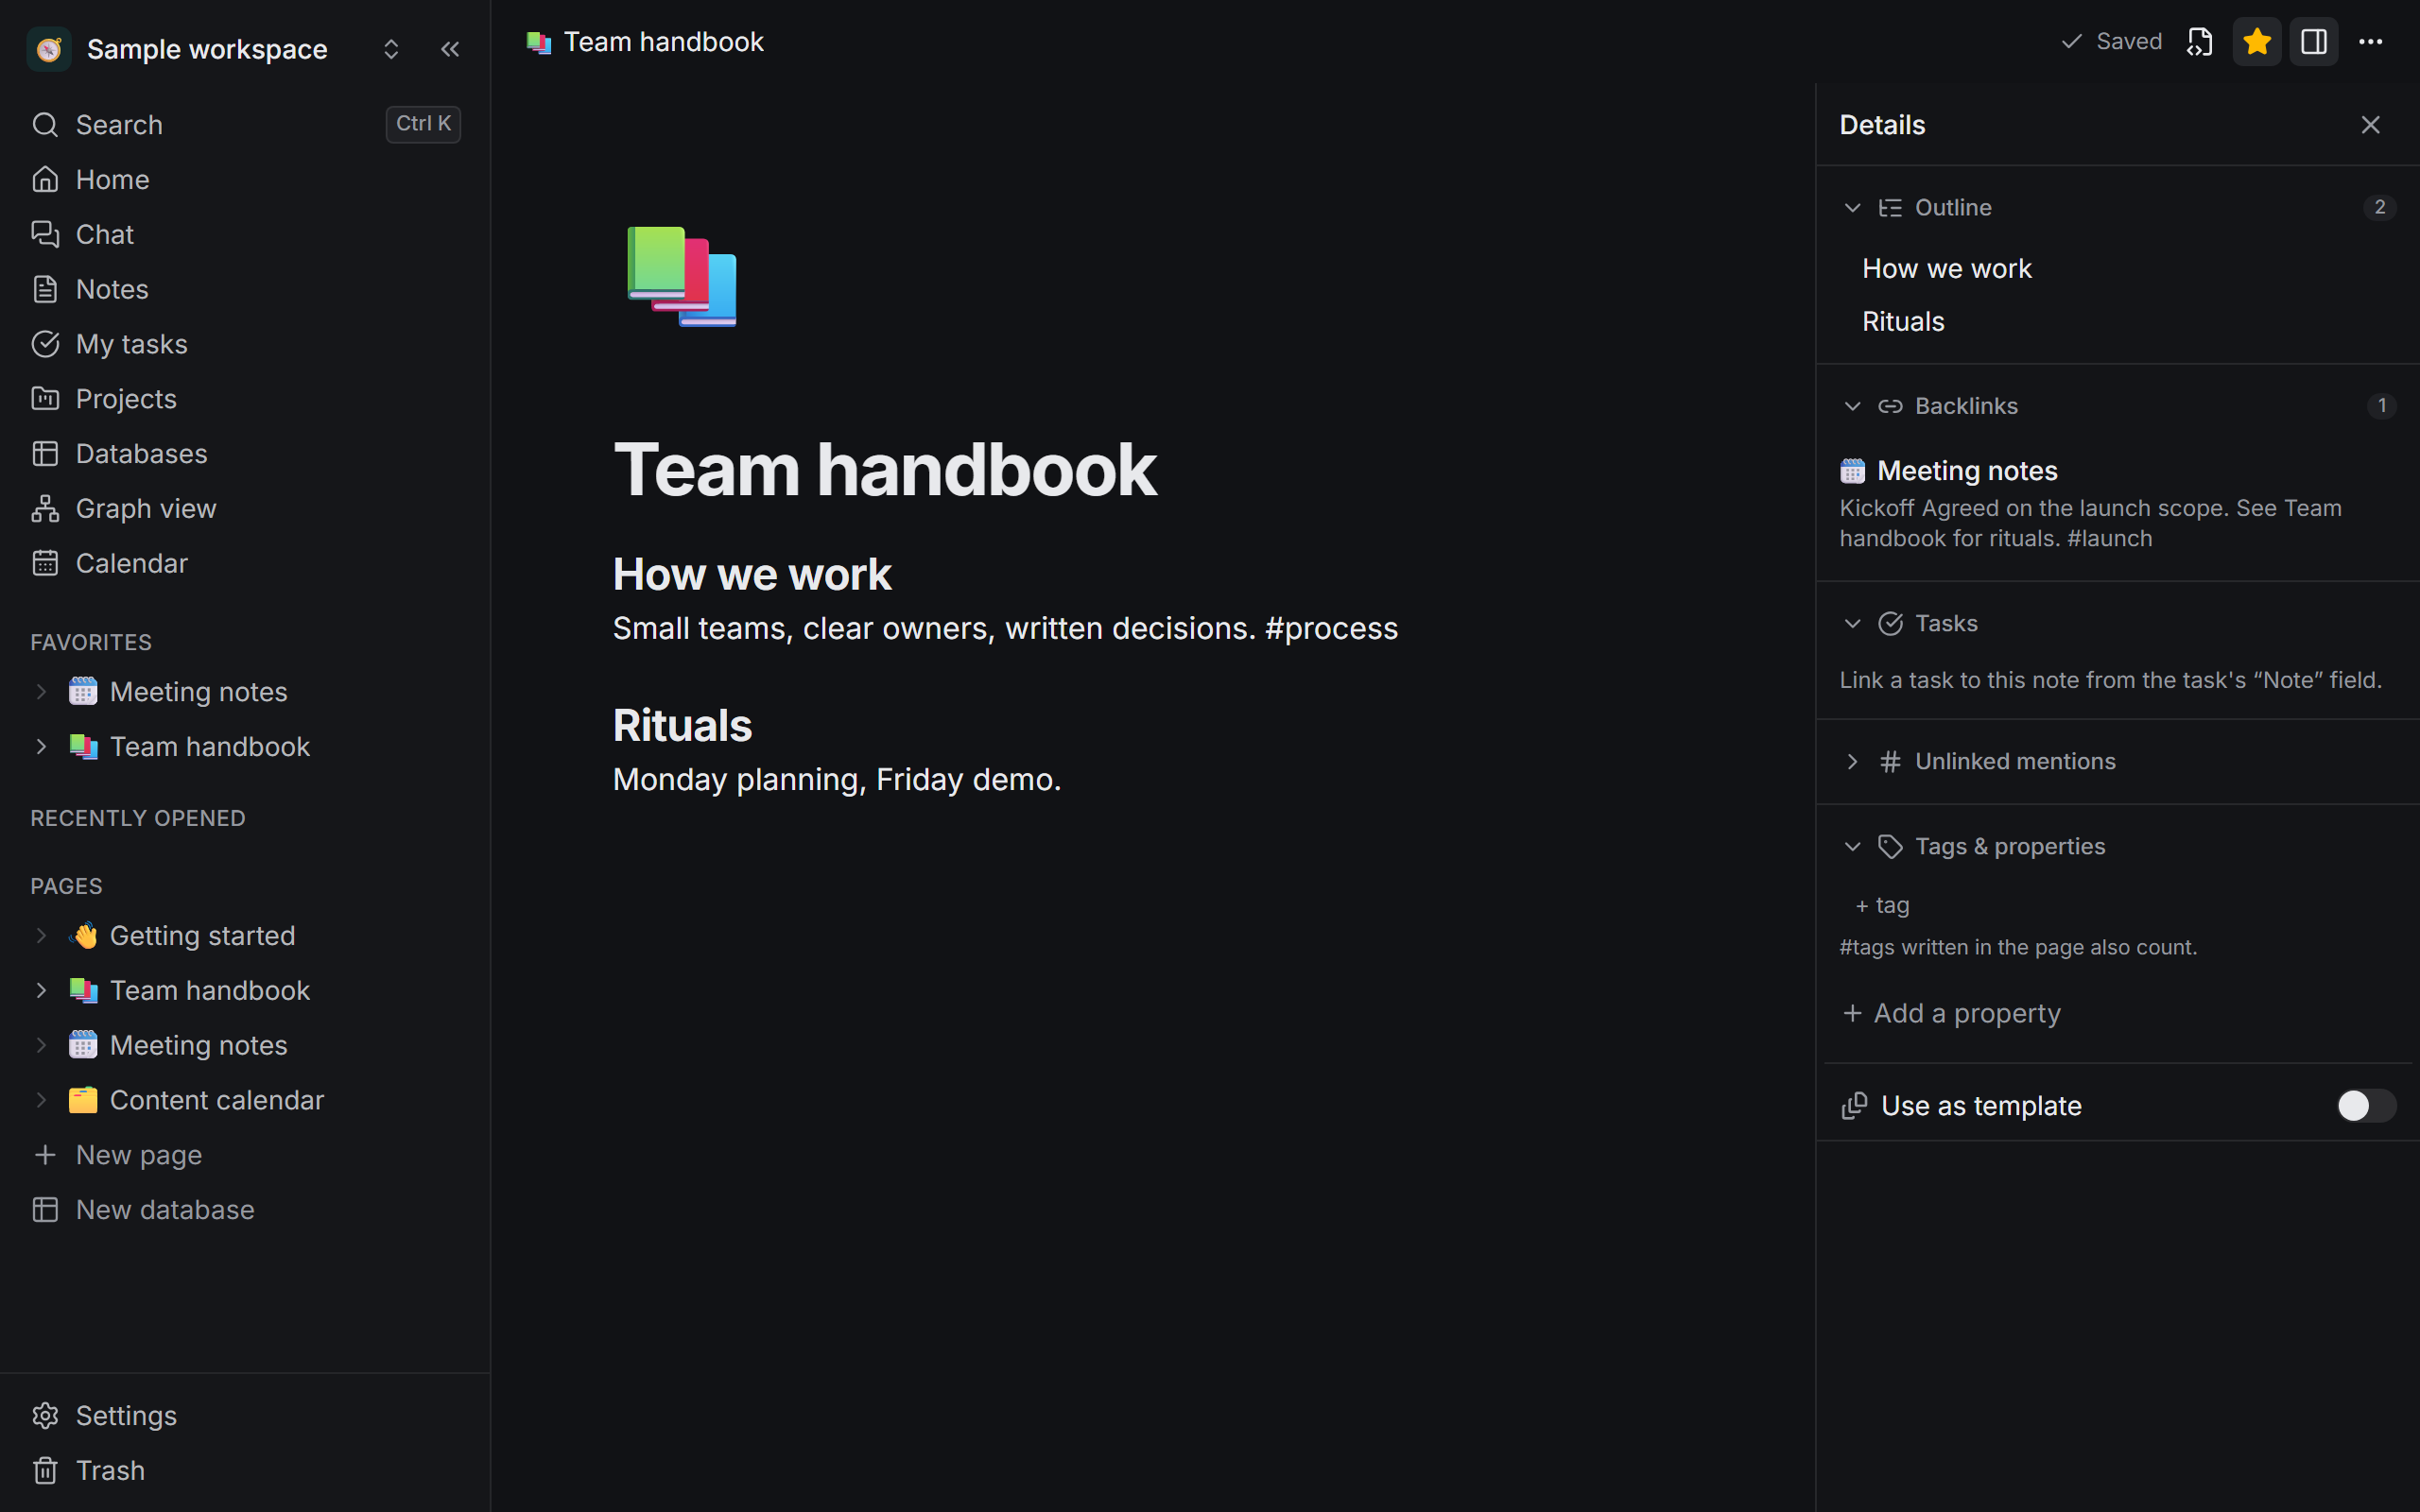 Sample workspace
Search
Ctrl K
Home
Chat
Notes
My tasks
Projects
Databases
Graph view
Calendar
FAVORITES
Meeting notes
Team handbook
RECENTLY OPENED
PAGES
Getting started
Team handbook
Meeting notes
Content calendar
New page
New database
Settings
Trash
Team handbook
Saved
Team handbook
How we work
Small teams, clear owners, written decisions. #process
Rituals
Monday planning, Friday demo.
Details
Outline
2
How we work
Rituals
Backlinks
1
Meeting notes
Kickoff Agreed on the launch scope. See Team
handbook for rituals. #launch
Tasks
Link a task to this note from the task's “Note” field.
Unlinked mentions
Tags & properties
+ tag
#tags written in the page also count.
Add a property
Use as template